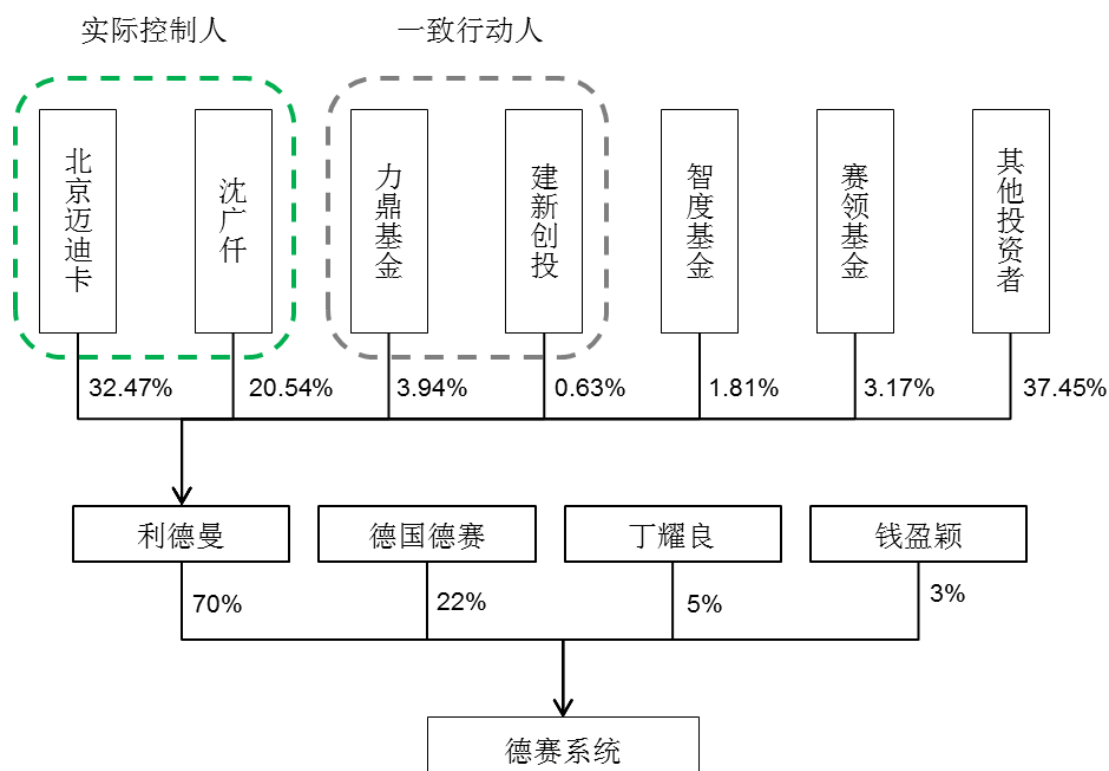 实际控制人
一致行动人
北京迈迪卡
沈广仟
力鼎基金
建新创投
智度基金
赛领基金
其他投资者
32.47%
20.54%
3.94%
0.63%
1.81%
3.17%
37.45%
利德曼
德国德赛
丁耀良
钱盈颖
70%
22%
5%
3%
德赛系统